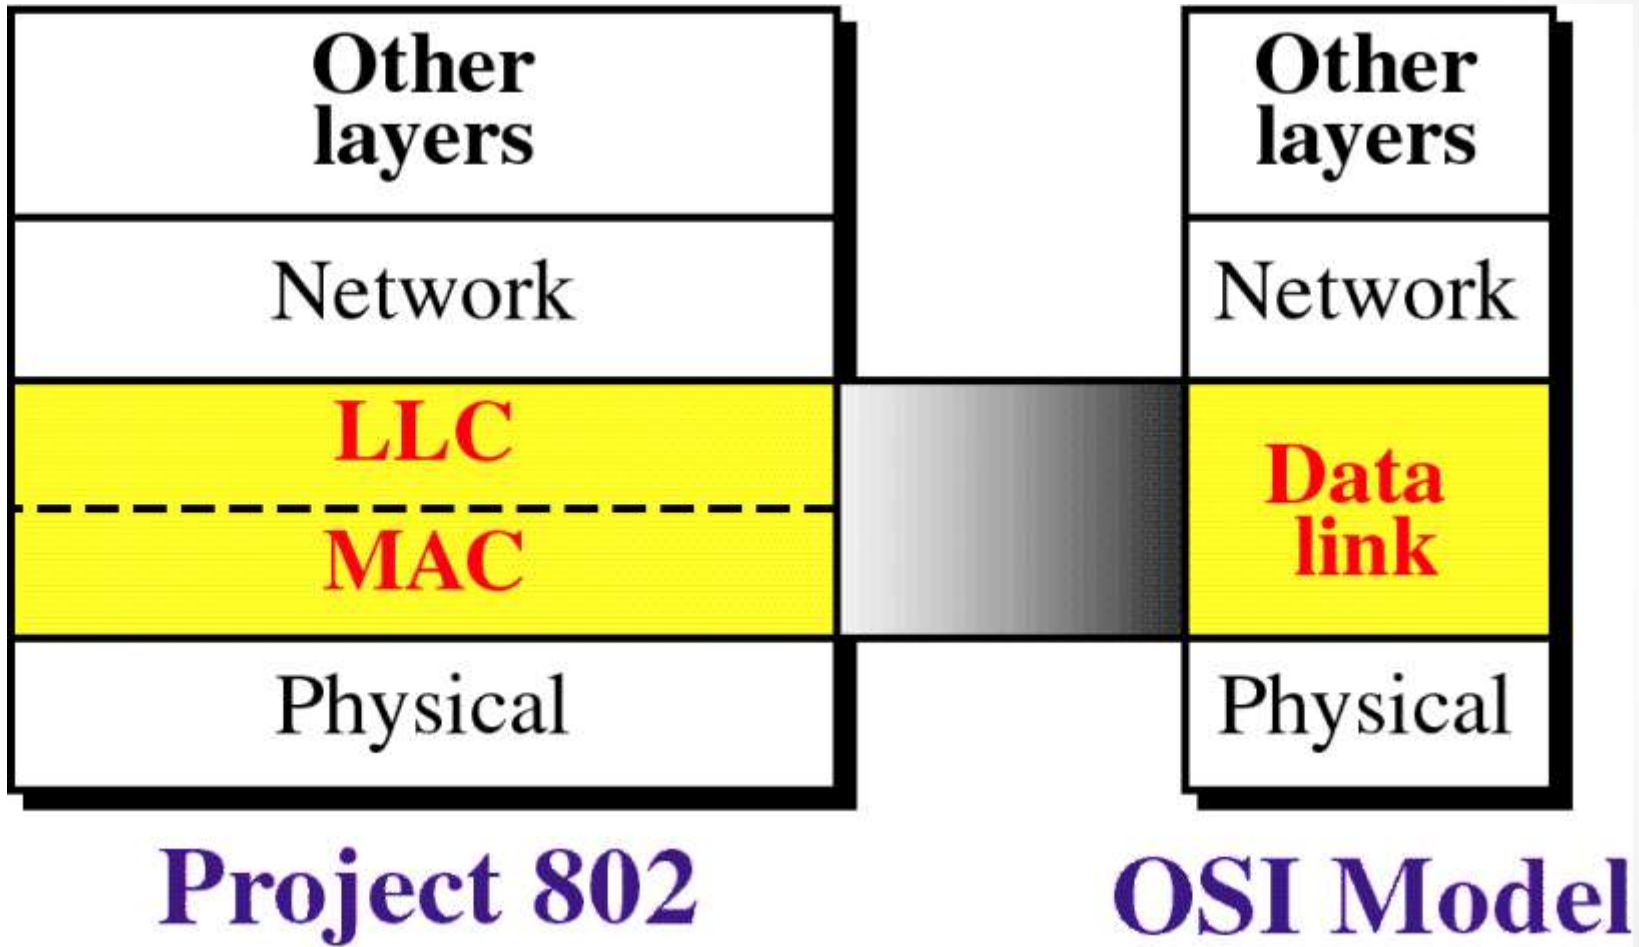 Other
layers
Network
LLC
MAC
Physical
Project 802
Other
layers
Network
Data
link
Physical
OSI Model